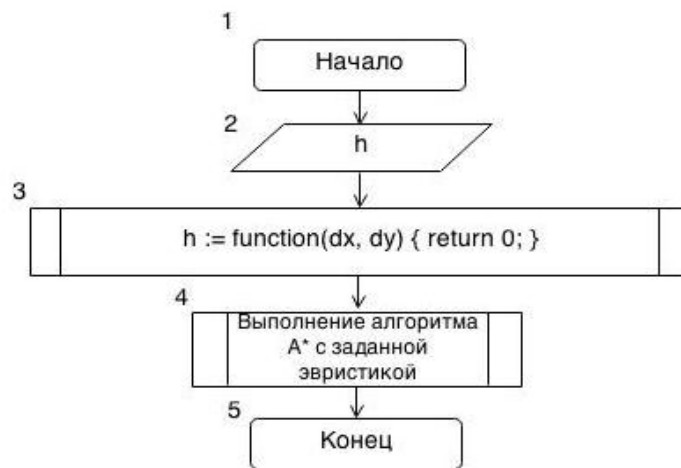 1
Начало
2
h
3
h := function(dx, dy) { return 0; }
4
Выполнение алгоритма
A* с заданной
эвристикой
5
Конец